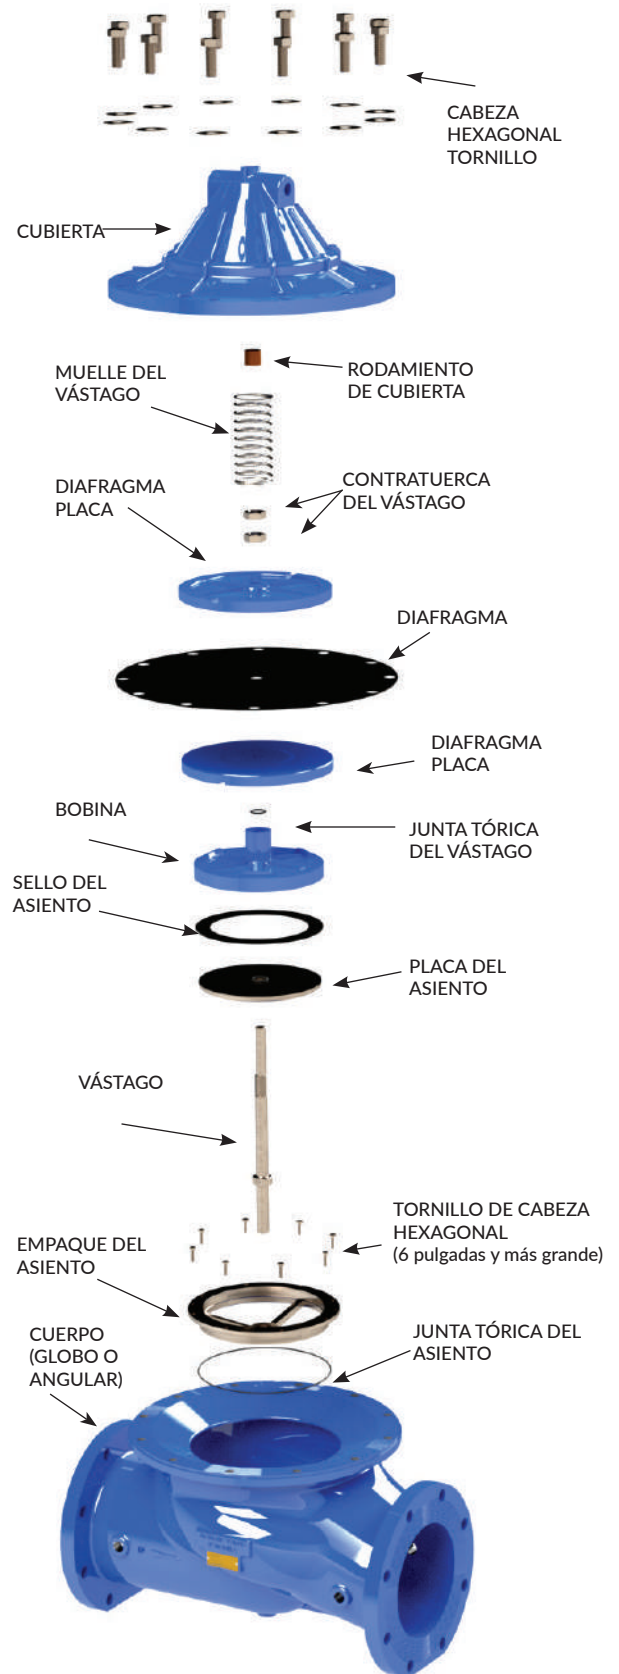 CABEZA
HEXAGONAL
TORNILLO
CUBIERTA
RODAMIENTO
DE CUBIERTA
MUELLE DEL
VÁSTAGO
CONTRATUERCA
DEL VÁSTAGO
DIAFRAGMA
PLACA
DIAFRAGMA
DIAFRAGMA
PLACA
BOBINA
JUNTA TÓRICA
DEL VÁSTAGO
SELLO DEL
ASIENTO
PLACA DEL
ASIENTO
VÁSTAGO
TORNILLO DE CABEZA
HEXAGONAL
(6 pulgadas y más grande)
EMPAQUE DEL
ASIENTO
CUERPO
(GLOBO O
ANGULAR)
JUNTA TÓRICA DEL
ASIENTO